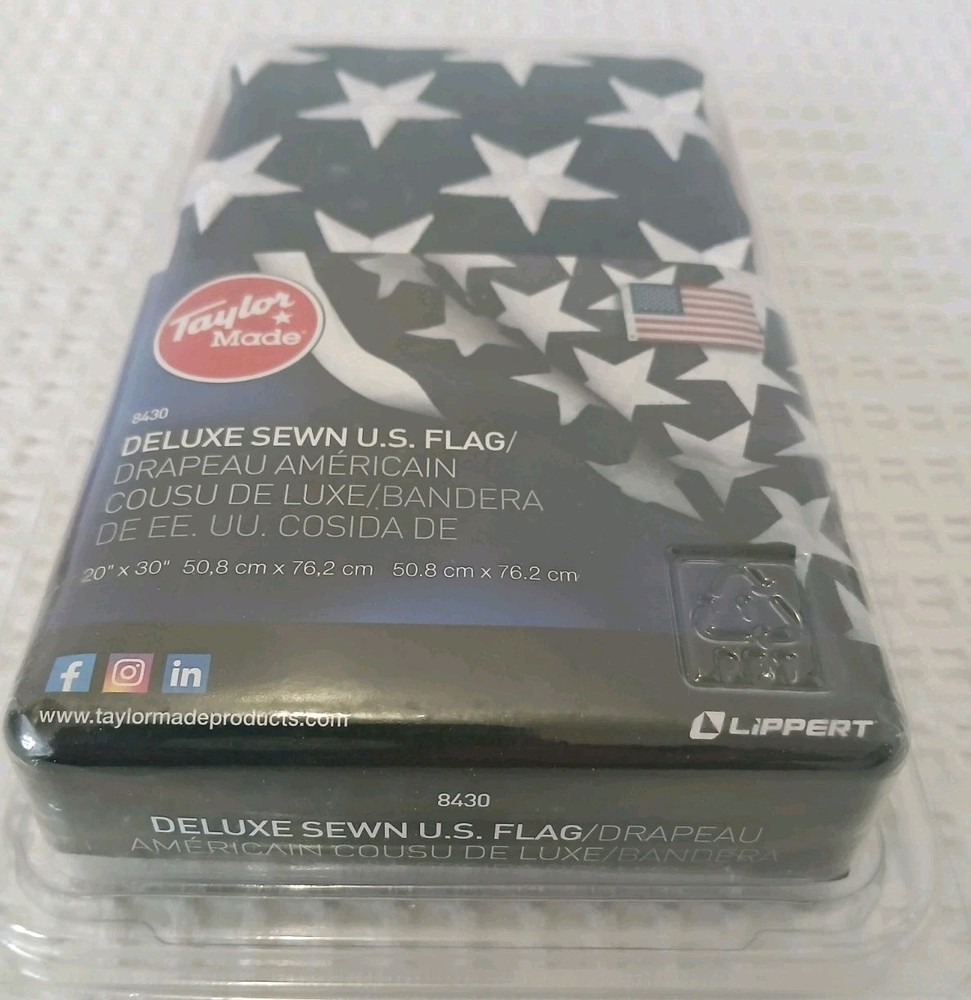 Taylor
Made
8430
DELUXE SEWN U.S. FLAG/
DRAPEAU AMÉRICAIN
COUSU DE LUXE/BANDERA
DE EE. UU. COSIDA DE
20" x 30" 50,8 cm x 76,2 cm 50.8 cm x 76.2 cm
f in
www.taylormadeproducts.com
LIPPERT
8430
DELUXE SEWN U.S. FLAG/DRAPEAU
AMÉRICAIN COUSU DE LUXE/BANDERA